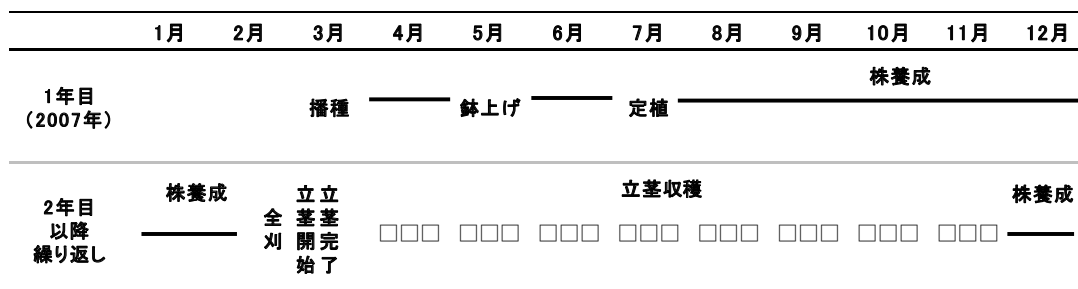 1月 2月 3月 4月 5月 6月 7月 8月 9月 10月 11月 12月
株養成
1年目
（2007年）
播種 鉢上げ 定植
株養成 立茎収穫 株養成
2年目
以降
繰り返し
全刈
立茎開始
立茎完了
□□□ □□□ □□□ □□□ □□□ □□□ □□□ □□□